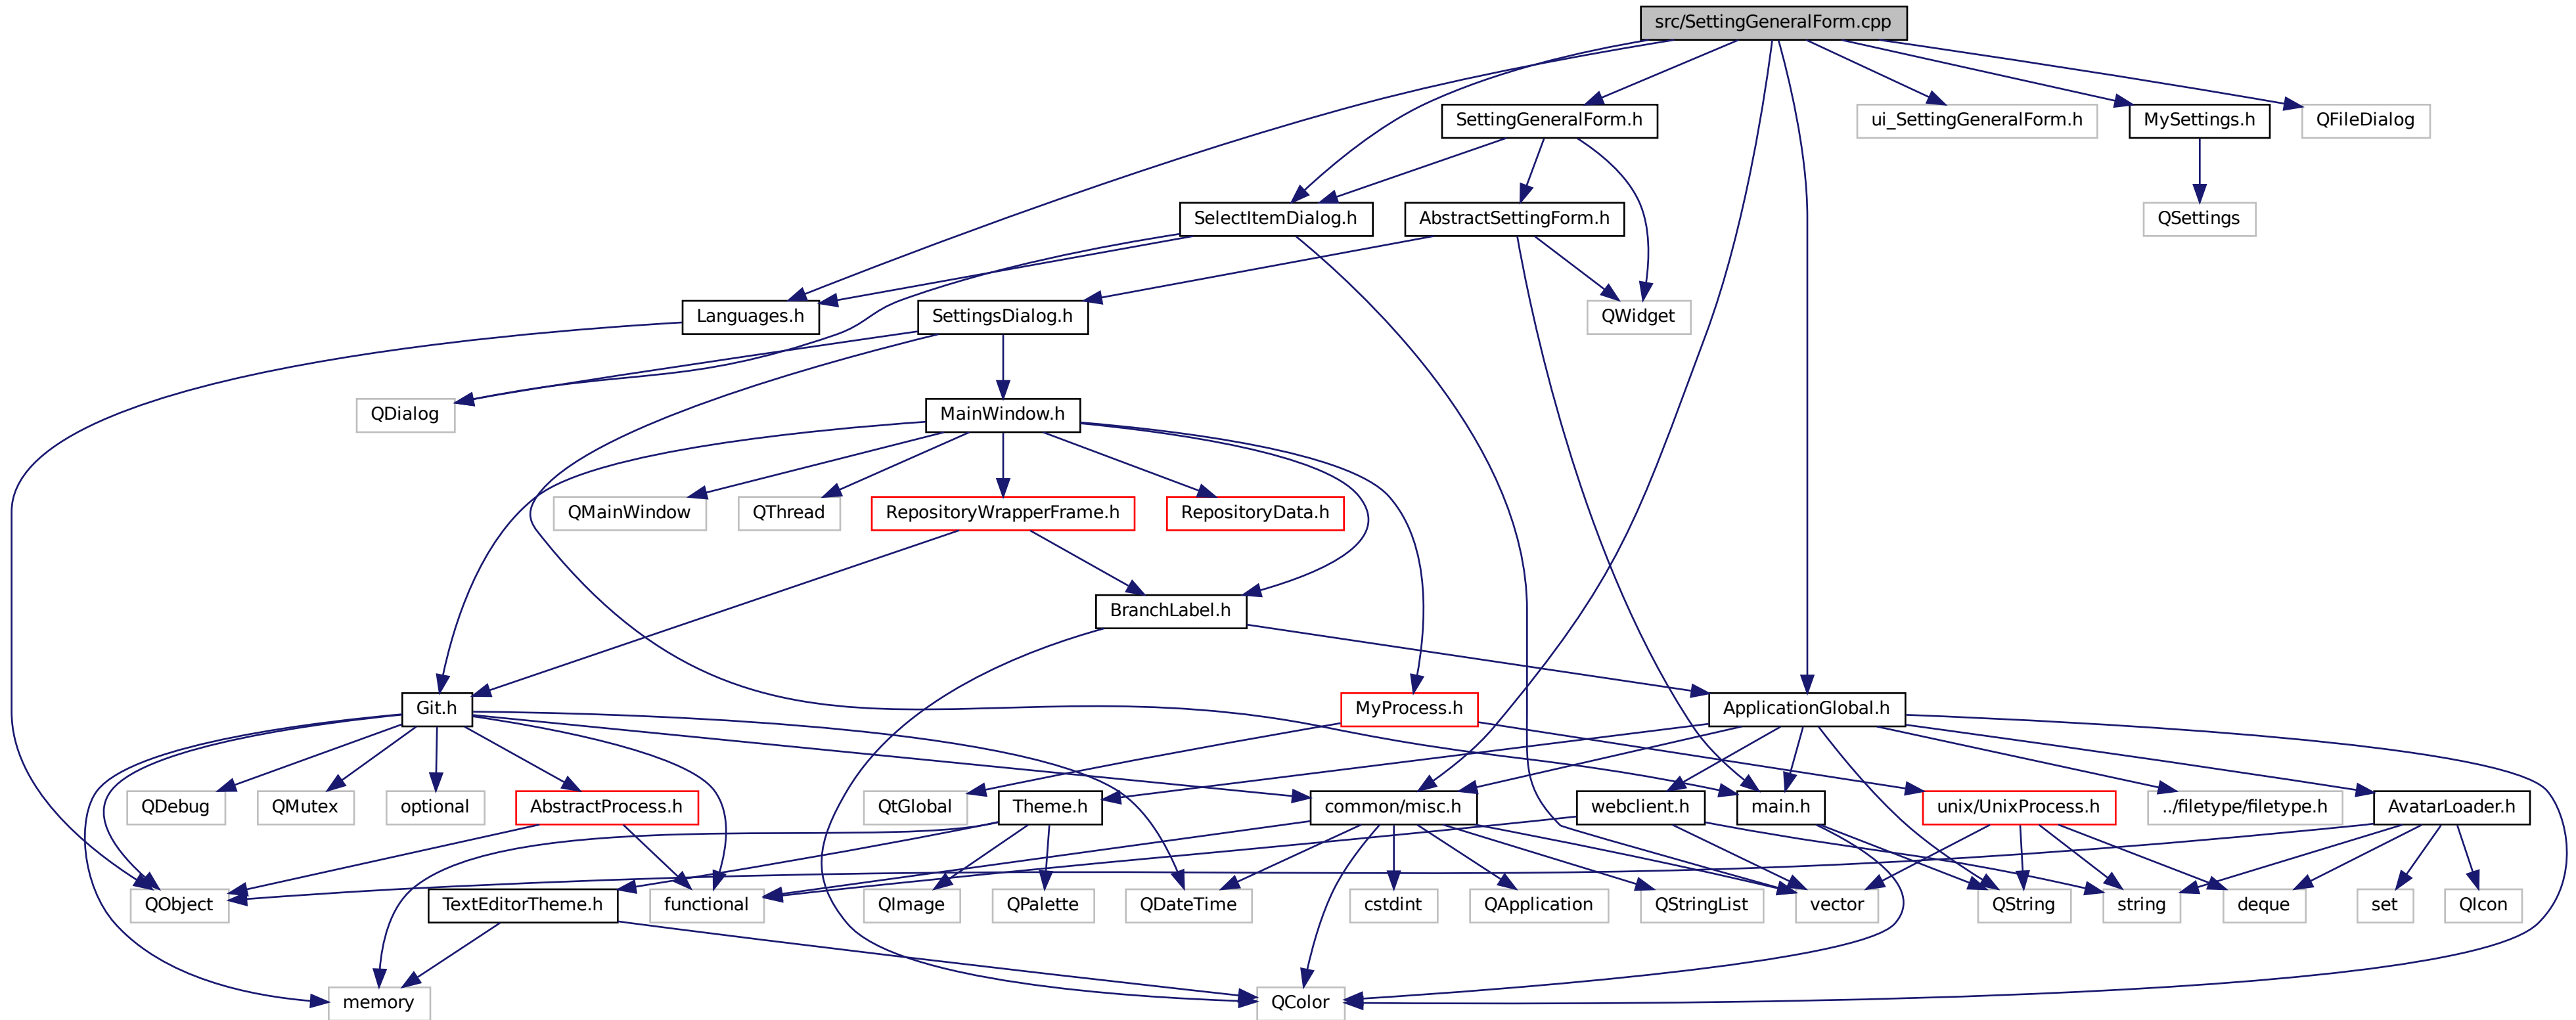 src/SettingGeneralForm.cpp
SettingGeneralForm.h
ui_SettingGeneralForm.h
MySettings.h
QFileDialog
SelectItemDialog.h
AbstractSettingForm.h
QSettings
Languages.h
SettingsDialog.h
QWidget
QDialog
MainWindow.h
QMainWindow
QThread
RepositoryWrapperFrame.h
RepositoryData.h
BranchLabel.h
Git.h
MyProcess.h
ApplicationGlobal.h
QDebug
QMutex
optional
AbstractProcess.h
QtGlobal
Theme.h
common/misc.h
webclient.h
main.h
unix/UnixProcess.h
../filetype/filetype.h
AvatarLoader.h
QObject
TextEditorTheme.h
functional
QImage
QPalette
QDateTime
cstdint
QApplication
QStringList
vector
QString
string
deque
set
QIcon
memory
QColor